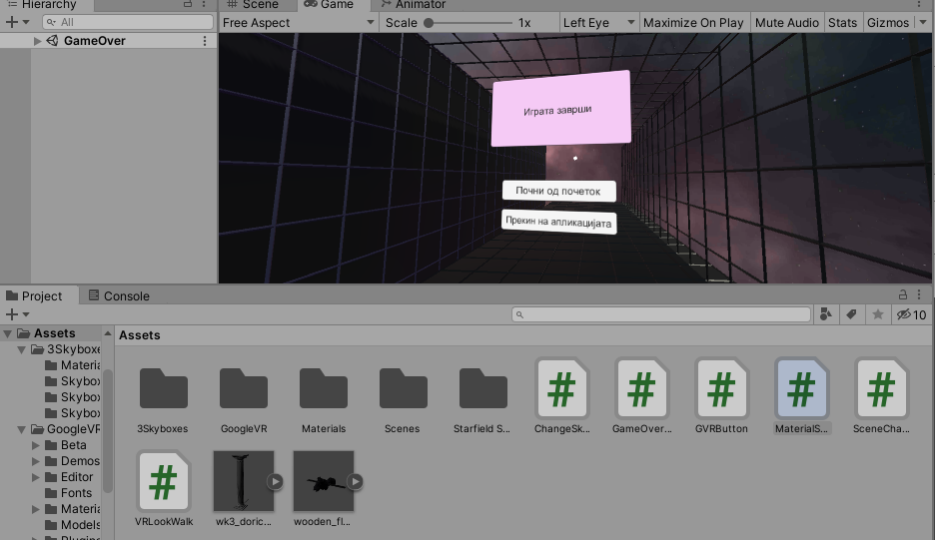 Hierarchy
Scene
Game
Animator
All
Free Aspect
Scale
1x
Left Eye
Maximize On Play
Mute Audio
Stats
Gizmos
GameOver
Играта заврши
Почни од почеток
Прекин на апликацијата
Project
Console
10
Assets
3Skyboxe
Materia
Skybox
Skybox
Skybox
GoogleVR
Beta
Demos
Editor
Fonts
Materia
Models
Plugins
Assets
3Skyboxes
GoogleVR
Materials
Scenes
Starfield S...
ChangeSk...
GameOver...
GVRButton
MaterialS...
SceneCha...
VRLookWalk
wk3_doric...
wooden_fl...